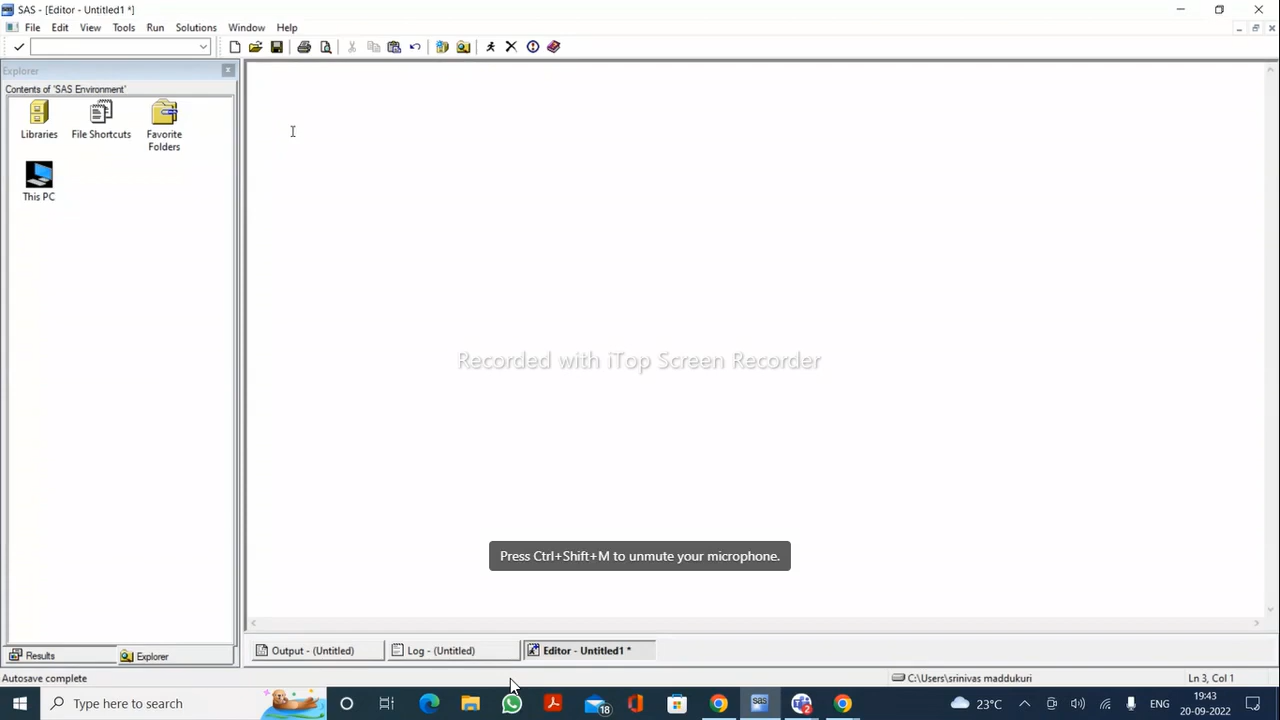 SAS - [Editor - Untitled1 *]
File Edit View Tools Run Solutions Window Help
Explorer
Contents of 'SAS Environment'
Libraries
File Shortcuts
Favorite Folders
This PC
Recorded with iTop Screen Recorder
Press Ctrl+Shift+M to unmute your microphone.
Results
Explorer
Output - (Untitled)
Log - (Untitled)
Editor - Untitled1 *
Autosave complete
C:\Users\srinivas maddukuri
Ln 3, Col 1
Type here to search
18
2
23°C
ENG
19:43
20-09-2022